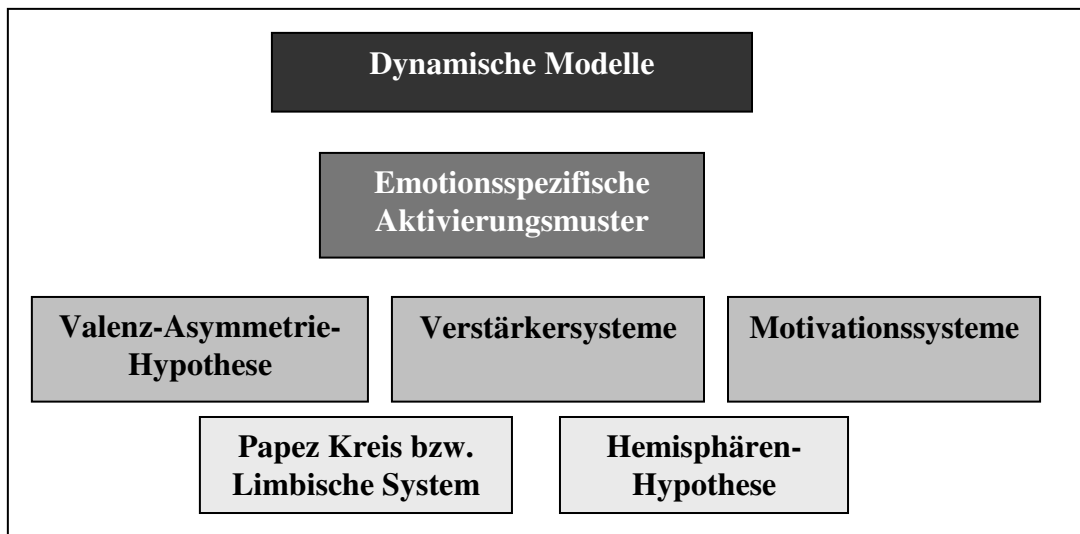 Dynamische Modelle
Emotionsspezifische
Aktivierungsmuster
Valenz-Asymmetrie-
Hypothese
Verstärkersysteme
Motivationssysteme
Papez Kreis bzw.
Limbische System
Hemisphären-
Hypothese